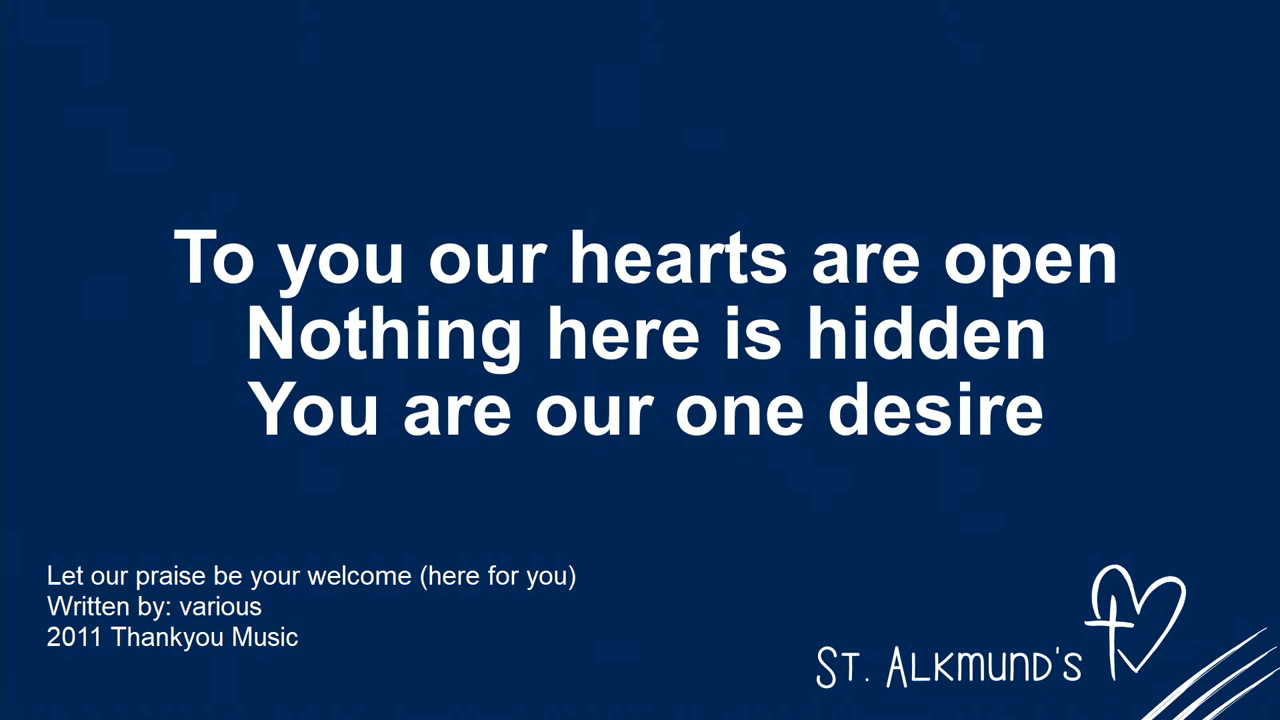 To you our hearts are open
Nothing here is hidden
You are our one desire
Let our praise be your welcome (here for you)
Written by: various
2011 Thankyou Music
St. Alkmund's